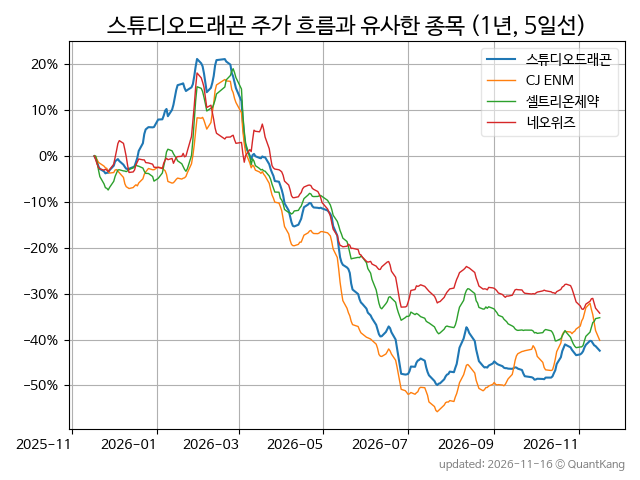 스튜디오드래곤 주가 흐름과 유사한 종목 (1년, 5일선)
스튜디오드래곤
CJ ENM
셀트리온제약
네오위즈
20%
10%
0%
−10%
−20%
−30%
−40%
−50%
2025-11
2026-01
2026-03
2026-05
2026-07
2026-09
2026-11
updated: 2026-11-16 © QuantKang